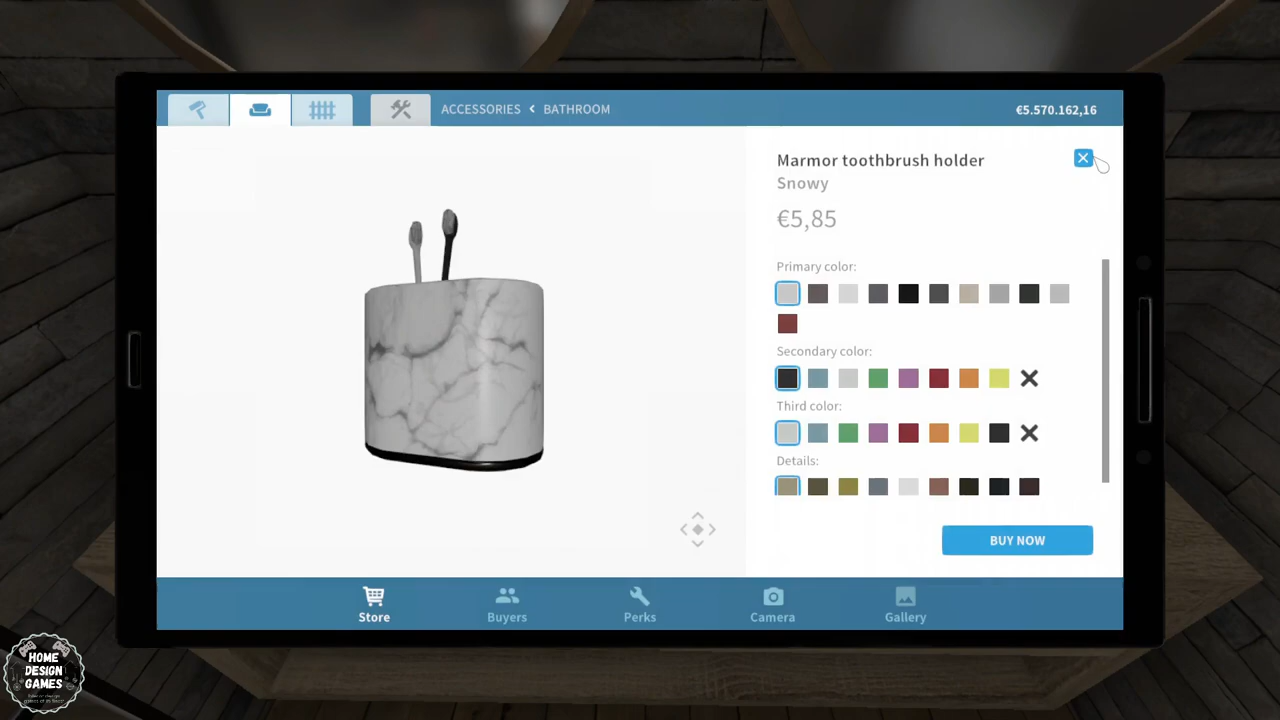 ACCESSORIES < BATHROOM
€5.570.162,16
Marmor toothbrush holder
Snowy
€5,85
Primary color:
Secondary color:
Third color:
Details:
BUY NOW
Store
Buyers
Perks
Camera
Gallery
HOME
DESIGN
GAMES